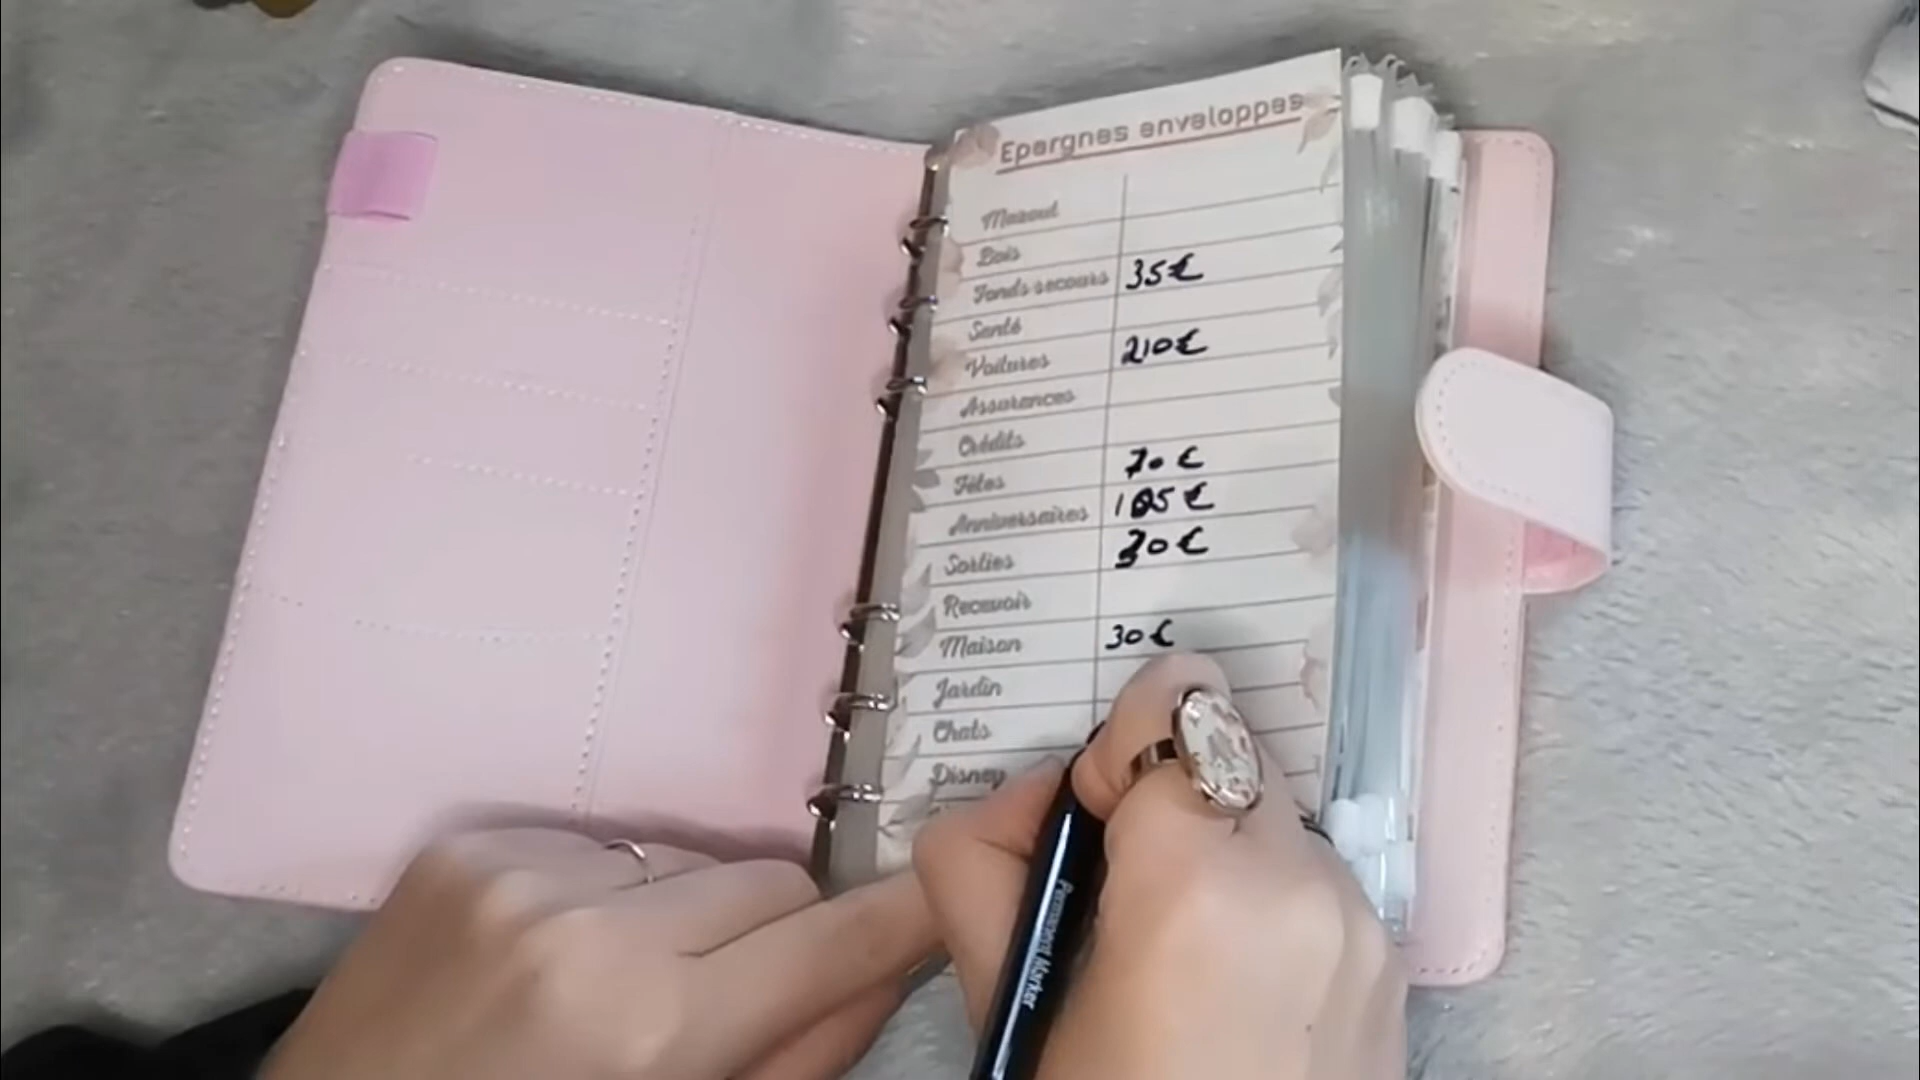 Epargnes enveloppes
Mazout
Bois
Fonds secours 35€
Santé
Voitures 210€
Assurances
Crédits
Fêtes 70€
Anniversaires 105€
Sorties 30€
Recevoir
Maison 30€
Jardin
Chats
Disney
Permanent Marker